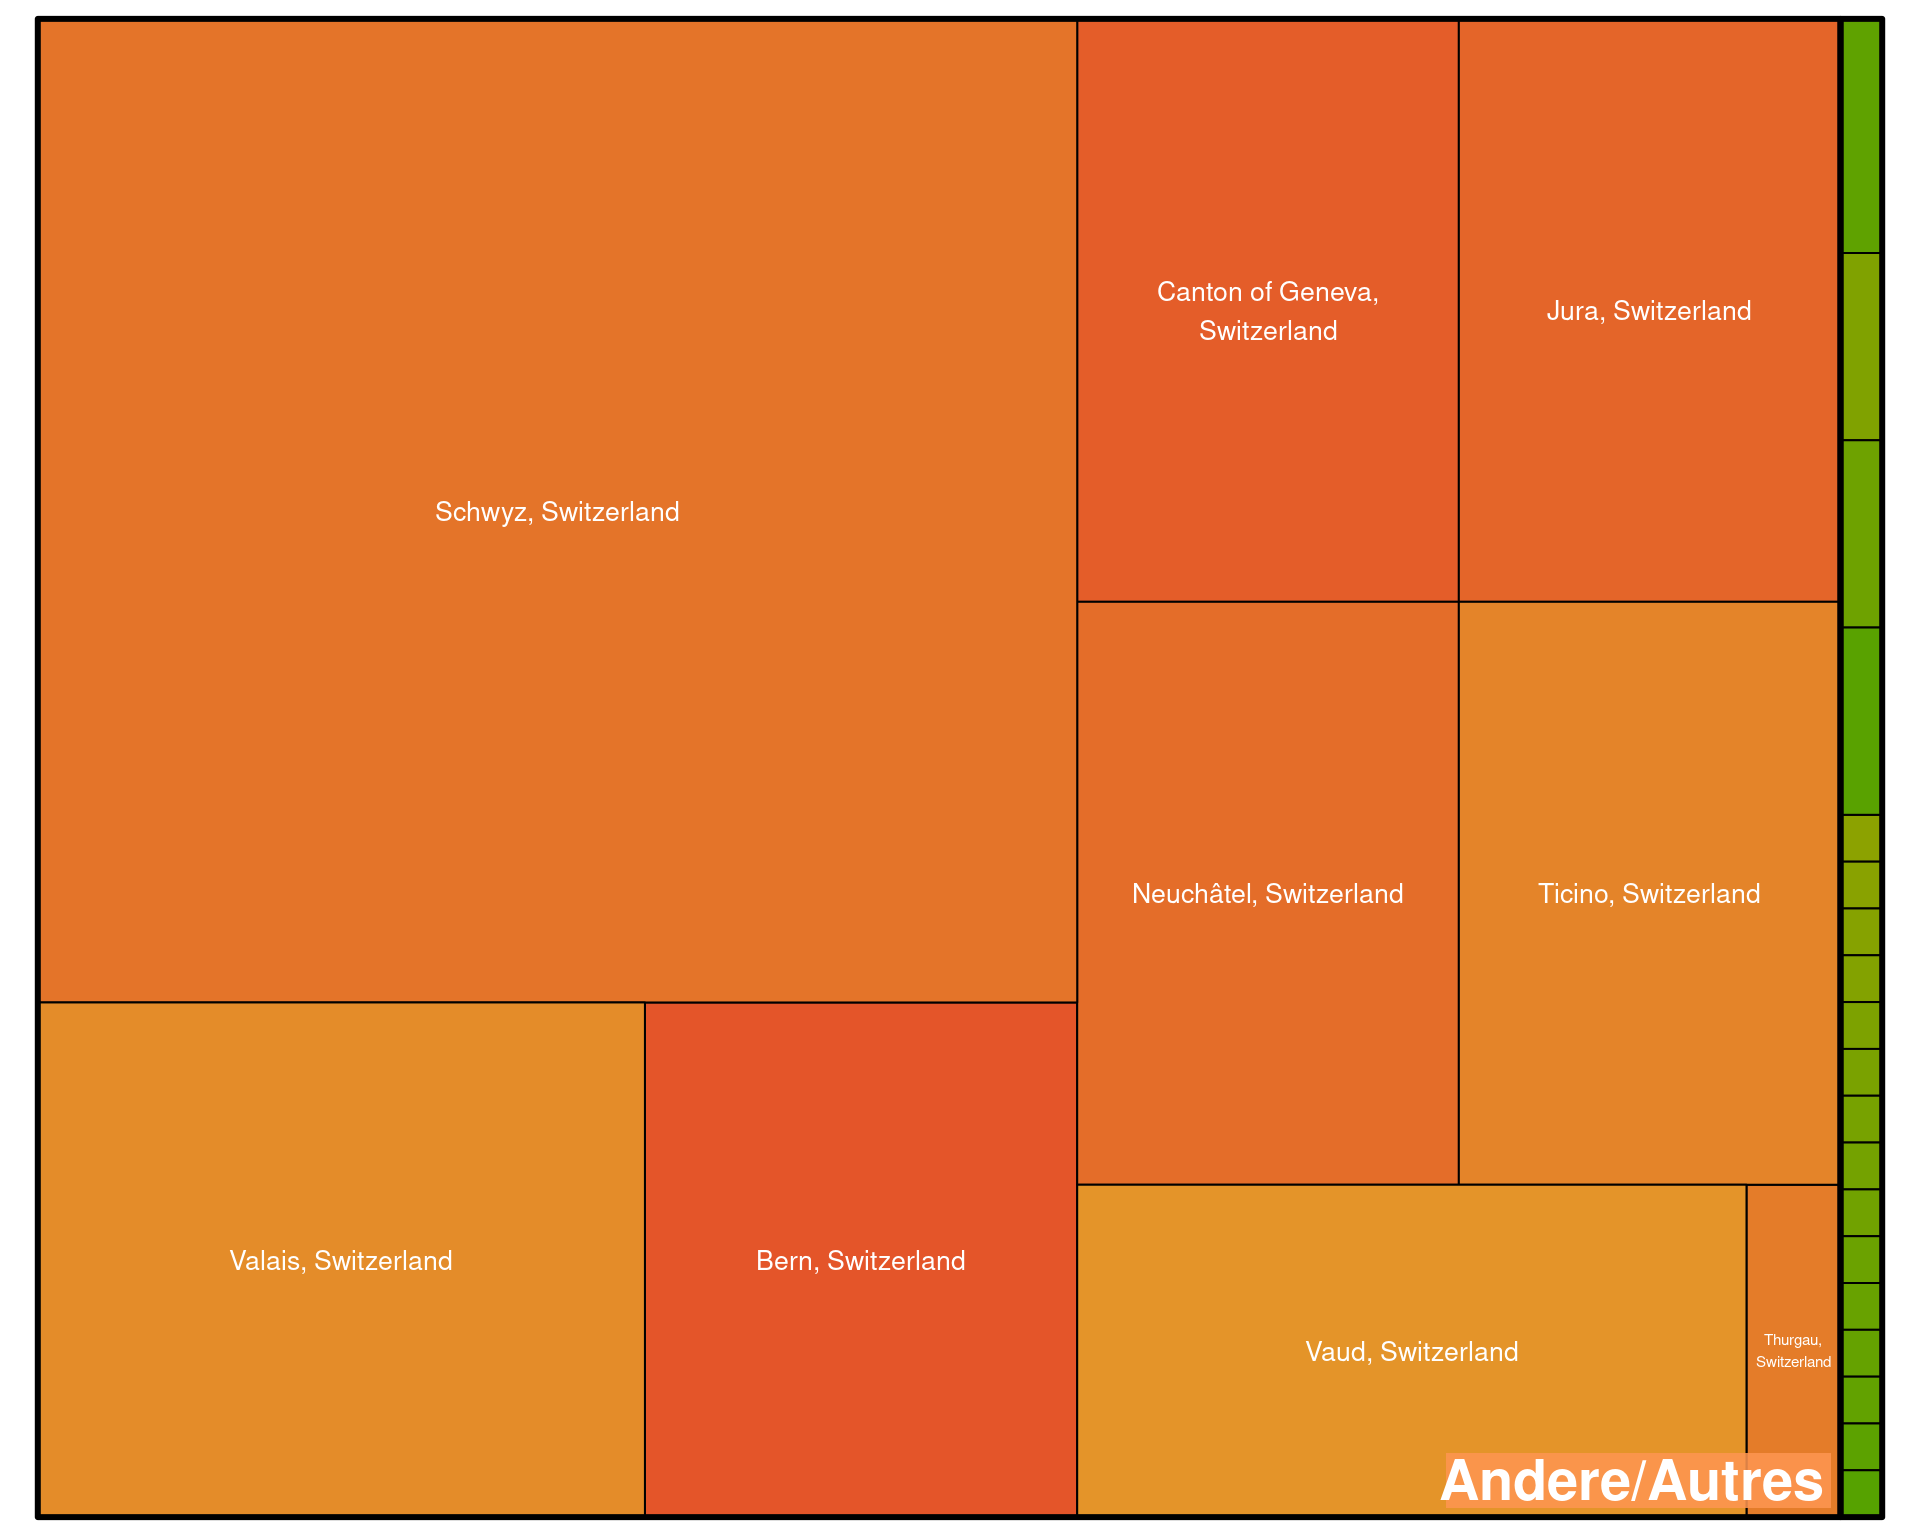 Schwyz, Switzerland
Canton of Geneva,
Switzerland
Jura, Switzerland
Neuchâtel, Switzerland
Ticino, Switzerland
Valais, Switzerland
Bern, Switzerland
Vaud, Switzerland
Thurgau,
Switzerland
Andere/Autres